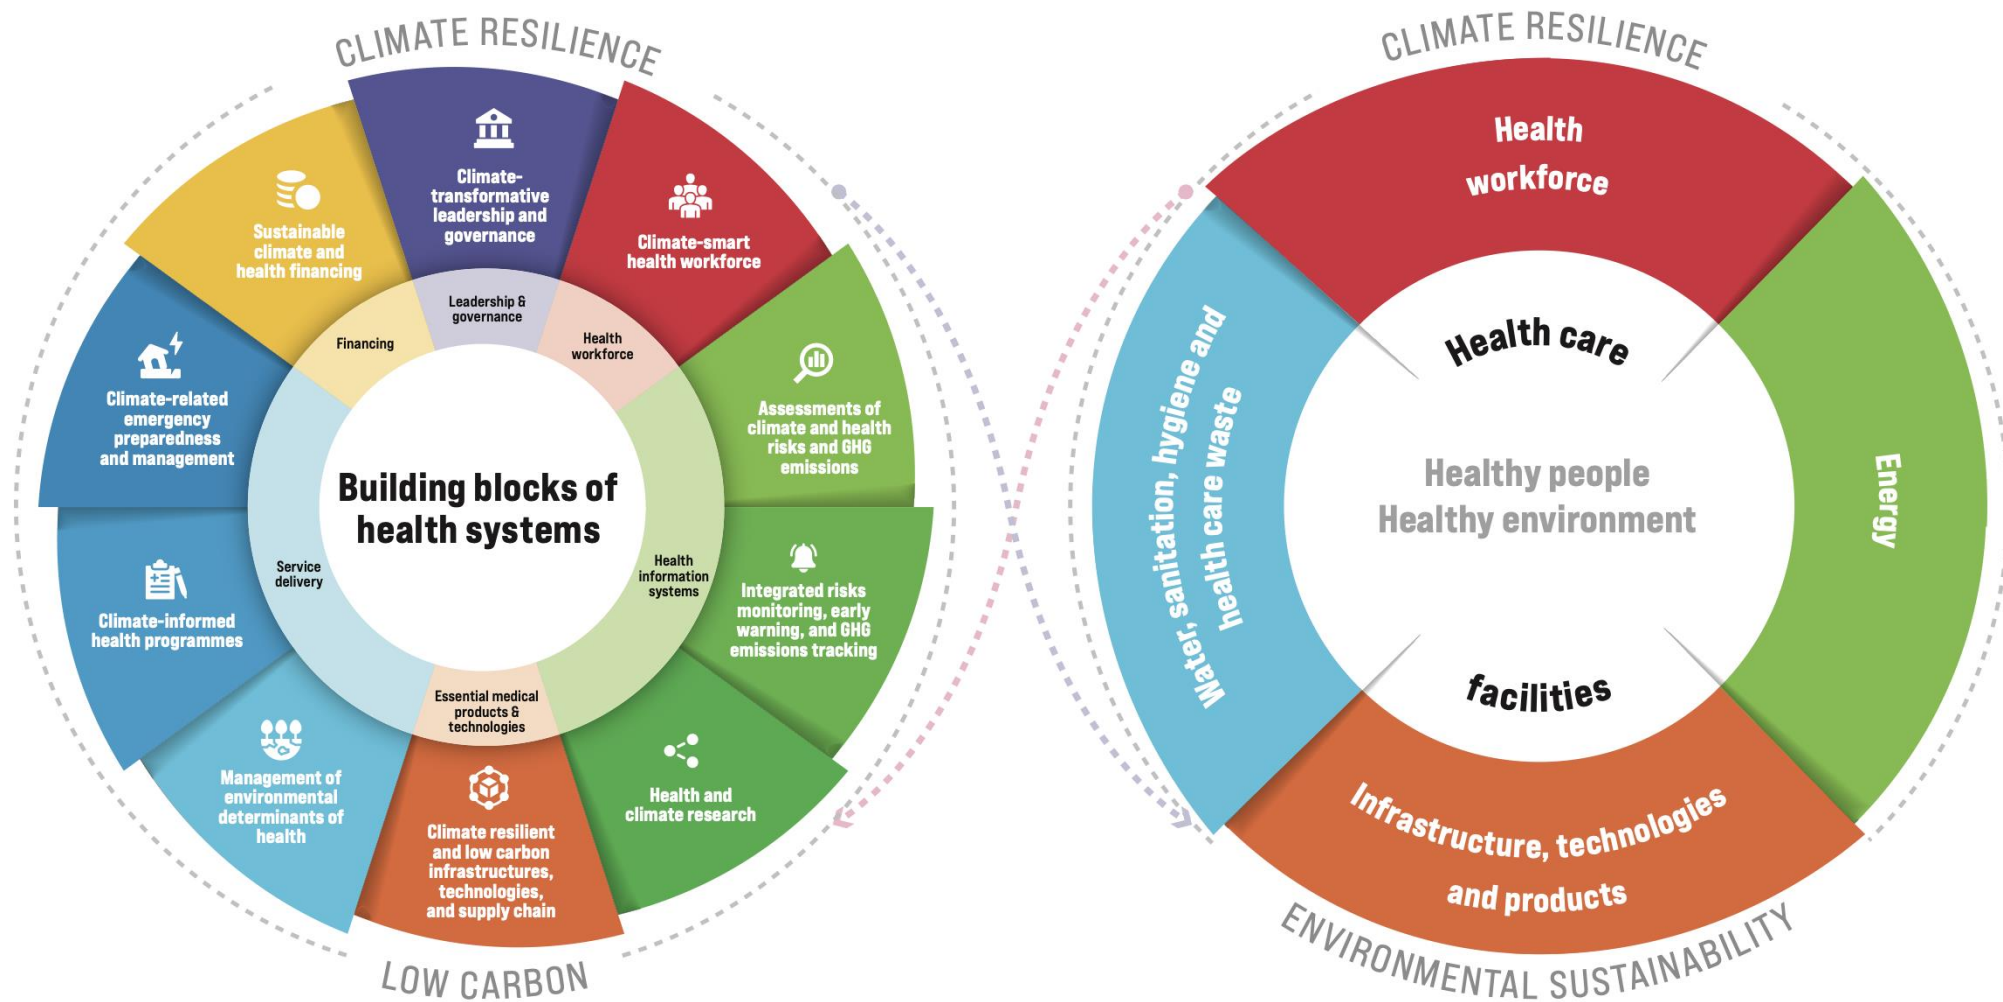 CLIMATE RESILIENCE
Climate-
transformative
leadership and
governance
Climate-smart
health workforce
Assessments of
climate and health
risks and GHG
emissions
Integrated risks
monitoring, early
warning, and GHG
emissions tracking
Health and
climate research
Climate resilient
and low carbon
infrastructures,
technologies,
and supply chain
Management of
environmental
determinants of
health
Climate-informed
health programmes
Climate-related
emergency
preparedness
and management
Sustainable
climate and
health financing
Leadership &
governance
Health
workforce
Health
information
systems
Essential medical
products &
technologies
Service
delivery
Financing
Building blocks of
health systems
LOW CARBON
CLIMATE RESILIENCE
Health
workforce
Energy
Infrastructure, technologies
and products
Water, sanitation, hygiene and
health care waste
Health care
Healthy people
Healthy environment
facilities
ENVIRONMENTAL SUSTAINABILITY